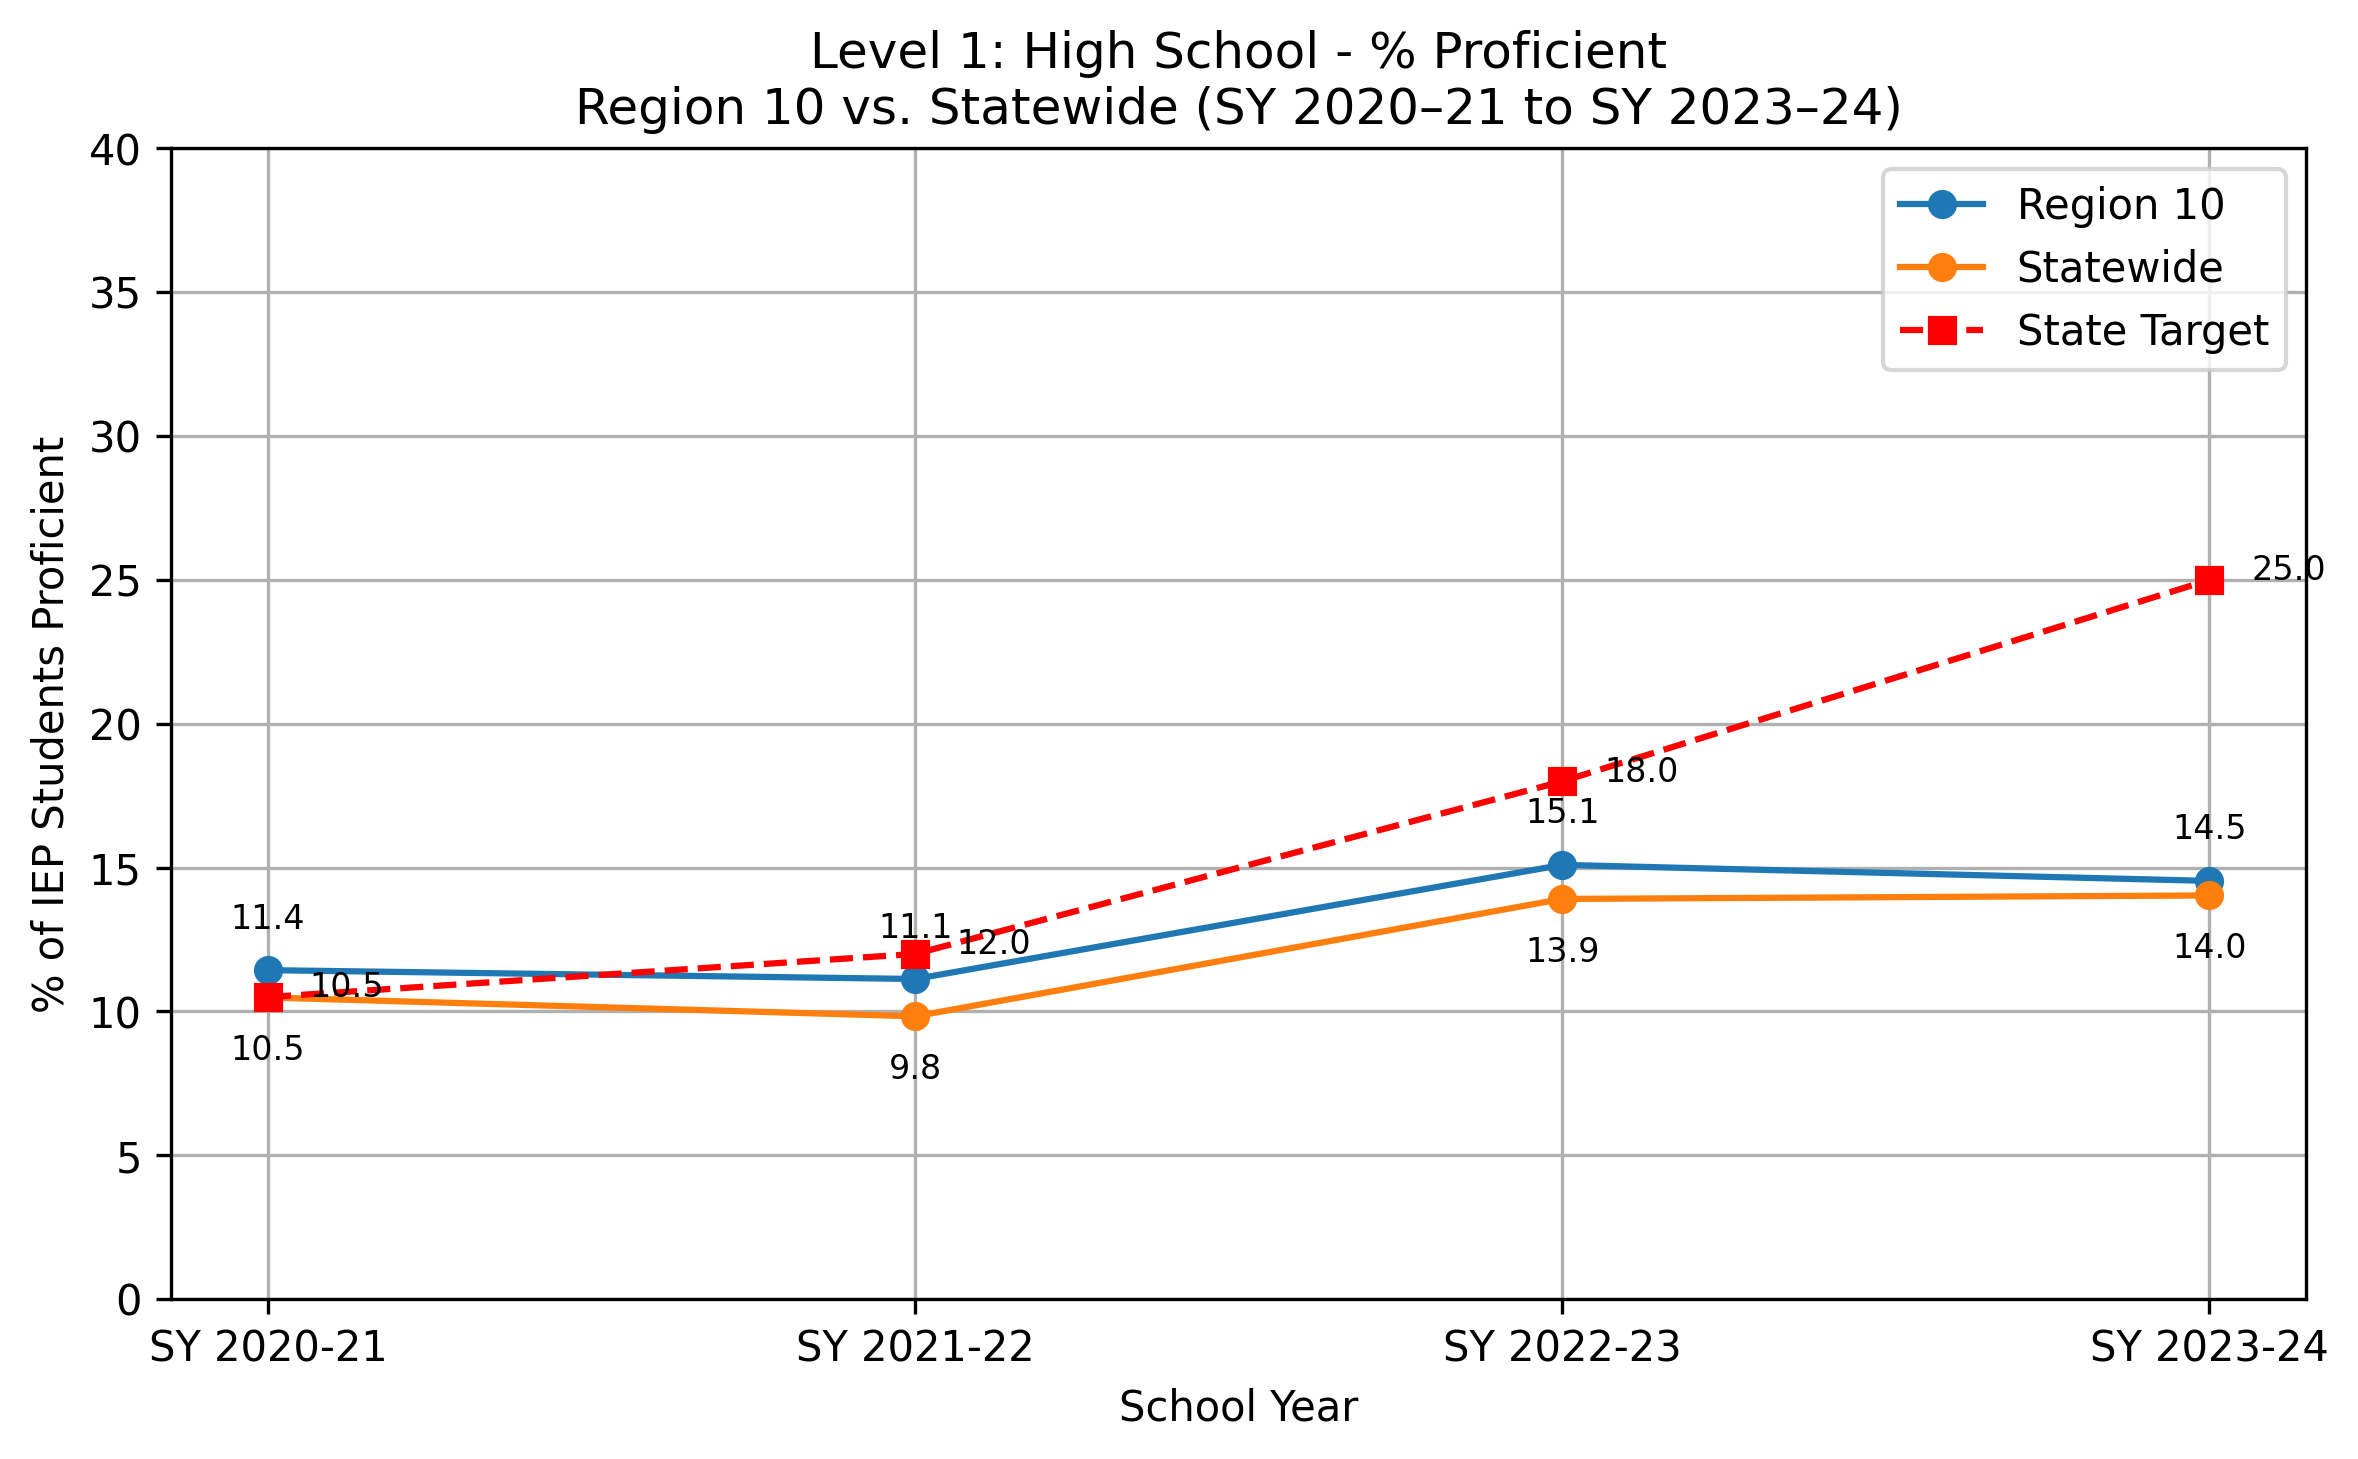 Level 1: High School - % Proficient
Region 10 vs. Statewide (SY 2020–21 to SY 2023–24)
% of IEP Students Proficient
40
35
30
25
20
15
10
5
0
Region 10
Statewide
State Target
25.0
18.0
15.1
14.5
11.4
11.1
12.0
13.9
14.0
10.5
10.5
9.8
SY 2020-21
SY 2021-22
SY 2022-23
SY 2023-24
School Year